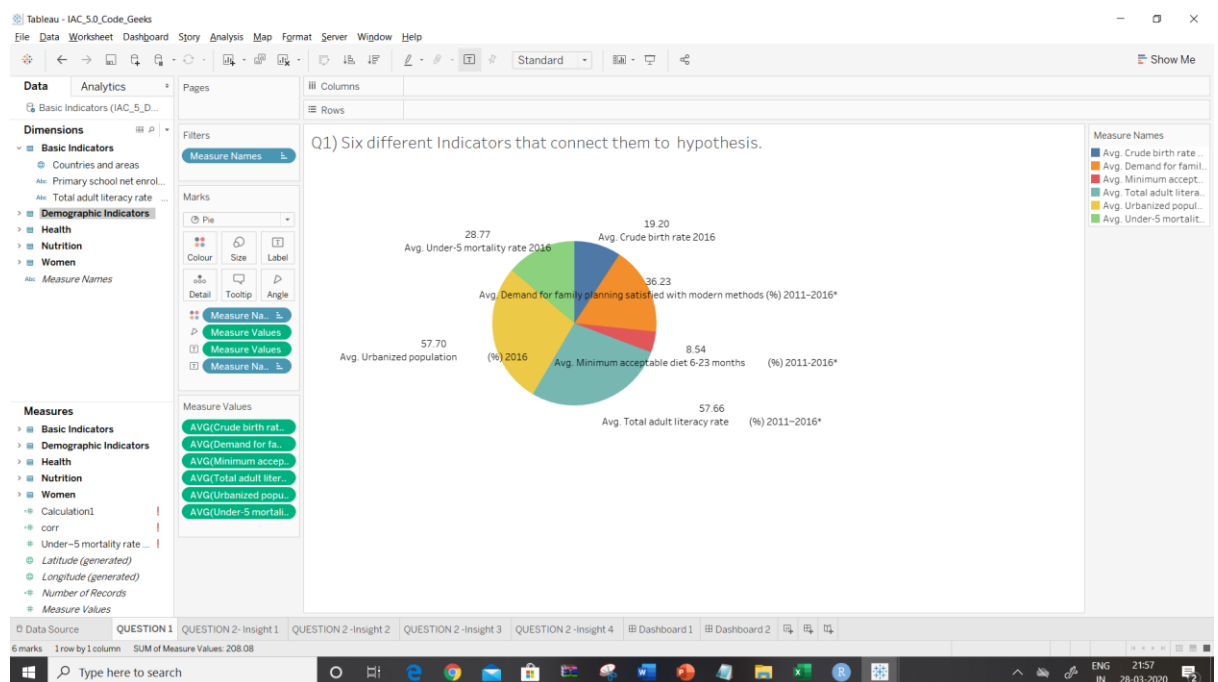 Tableau - IAC_5.0_Code_Geeks
File Data Worksheet Dashboard Story Analysis Map Format Server Window Help
Standard
Show Me
Data Analytics
Basic Indicators (IAC_5_D...
Dimensions
Basic Indicators
Countries and areas
Abc Primary school net enrol...
Abc Total adult literacy rate ...
Demographic Indicators
Health
Nutrition
Women
Abc Measure Names
Measures
Basic Indicators
Demographic Indicators
Health
Nutrition
Women
Calculation1 !
corr !
Under–5 mortality rate ... !
Latitude (generated)
Longitude (generated)
Number of Records
Measure Values
Pages
Filters
Measure Names
Marks
Pie
Colour Size Label
Detail Tooltip Angle
Measure Na..
Measure Values
Measure Values
Measure Na..
Measure Values
AVG(Crude birth rat..
AVG(Demand for fa..
AVG(Minimum accep..
AVG(Total adult liter..
AVG(Urbanized popu..
AVG(Under-5 mortali..
Columns
Rows
Q1) Six different Indicators that connect them to hypothesis.
19.20
Avg. Crude birth rate 2016
28.77
Avg. Under-5 mortality rate 2016
36.23
Avg. Demand for family planning satisfied with modern methods (%) 2011–2016*
57.70
Avg. Urbanized population (%) 2016
8.54
Avg. Minimum acceptable diet 6-23 months (%) 2011-2016*
57.66
Avg. Total adult literacy rate (%) 2011–2016*
Measure Names
Avg. Crude birth rate ..
Avg. Demand for famil..
Avg. Minimum accept..
Avg. Total adult litera..
Avg. Urbanized popul..
Avg. Under-5 mortalit..
Data Source QUESTION 1 QUESTION 2- Insight 1 QUESTION 2 -Insight 2 QUESTION 2 -Insight 3 QUESTION 2 -Insight 4 Dashboard 1 Dashboard 2
6 marks 1 row by 1 column SUM of Measure Values: 208.08
Type here to search
ENG 21:57
IN 28-03-2020